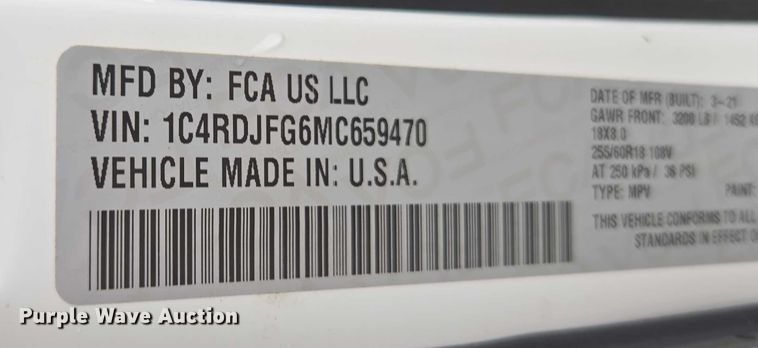 MFD BY: FCA US LLC
VIN: 1C4RDJFG6MC659470
VEHICLE MADE IN: U.S.A.
DATE OF MFR (BUILT): 3-21
GAWR FRONT: 3200 LB / 1452 KG
18X8.0
255/60R18 108V
AT 250 kPa / 36 PSI
TYPE: MPV PAINT:
THIS VEHICLE CONFORMS TO ALL
STANDARDS IN EFFECT
Purple Wave Auction